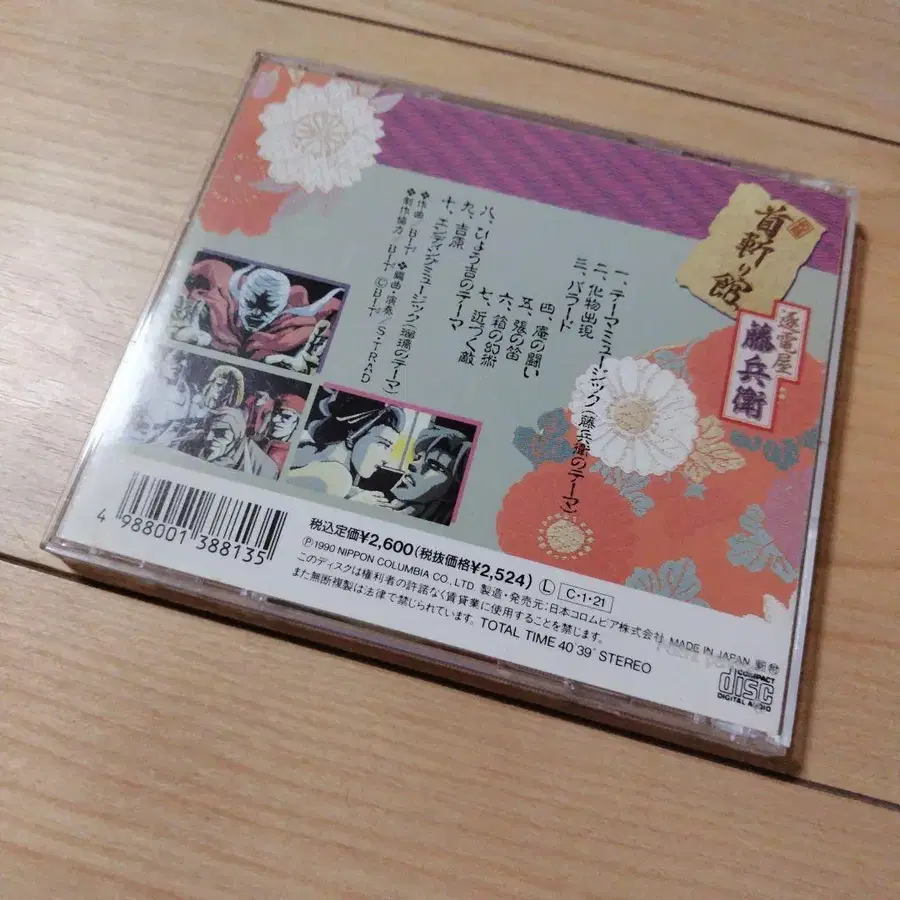 首斬り館
逐電屋
藤兵衛
一、テーマミュージック(藤兵衛のテーマ)
二、化物出現
三、バラード
四、庵の闘い
五、張の笛
六、箱の幻術
七、近づく敵
八、ひょう吉のテーマ
九、吉原
十、エンディングミュージック(瑠璃のテーマ)
❖作曲/B・I・T ❖編曲・演奏/S・TRAND
❖制作協力/B・I・T ©B・I・T
4 988001 388135
税込定価¥2,600(税抜価格¥2,524) Ⓛ C・1・21
Ⓟ1990 NIPPON COLUMBIA CO., LTD. 製造・発売元:日本コロムビア株式会社 MADE IN JAPAN
このディスクは権利者の許諾なく賃貸業に使用することを禁じます。
また無断複製は法律で禁じられています。 TOTAL TIME 40'39" STEREO
COMPACT
disc
DIGITAL AUDIO